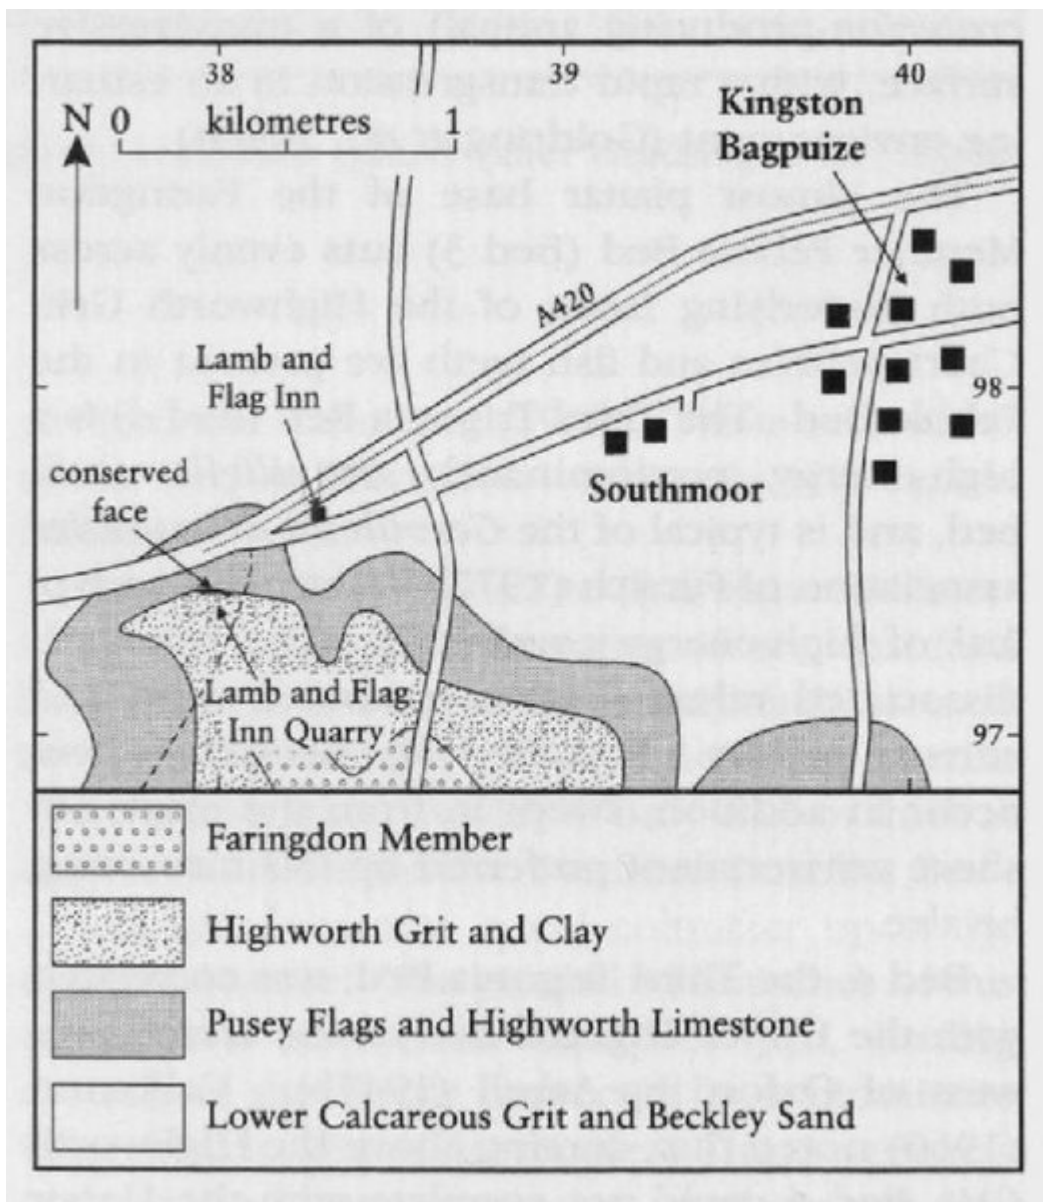 38
39
40
N 0 kilometres 1
Kingston
Bagpuize
A420
Lamb and
Flag Inn
98
conserved
face
Southmoor
Lamb and Flag
Inn Quarry
97
Faringdon Member
Highworth Grit and Clay
Pusey Flags and Highworth Limestone
Lower Calcareous Grit and Beckley Sand